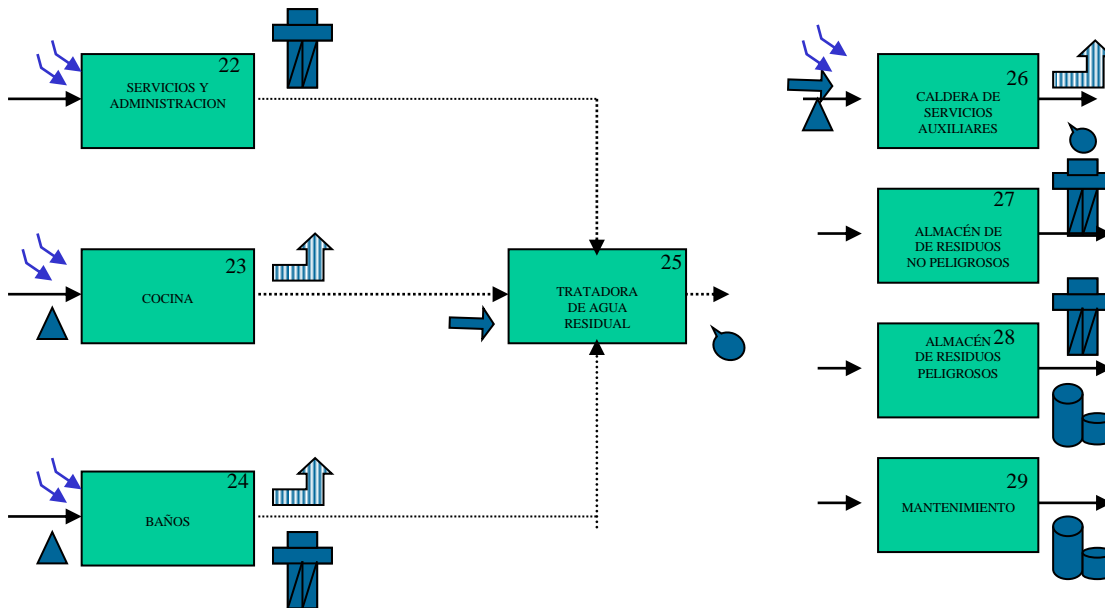 22
SERVICIOS Y
ADMINISTRACION
23
COCINA
24
BAÑOS
25
TRATADORA
DE AGUA
RESIDUAL
26
CALDERA DE
SERVICIOS
AUXILIARES
27
ALMACÉN DE
DE RESIDUOS
NO PELIGROSOS
28
ALMACÉN
DE RESIDUOS
PELIGROSOS
29
MANTENIMIENTO